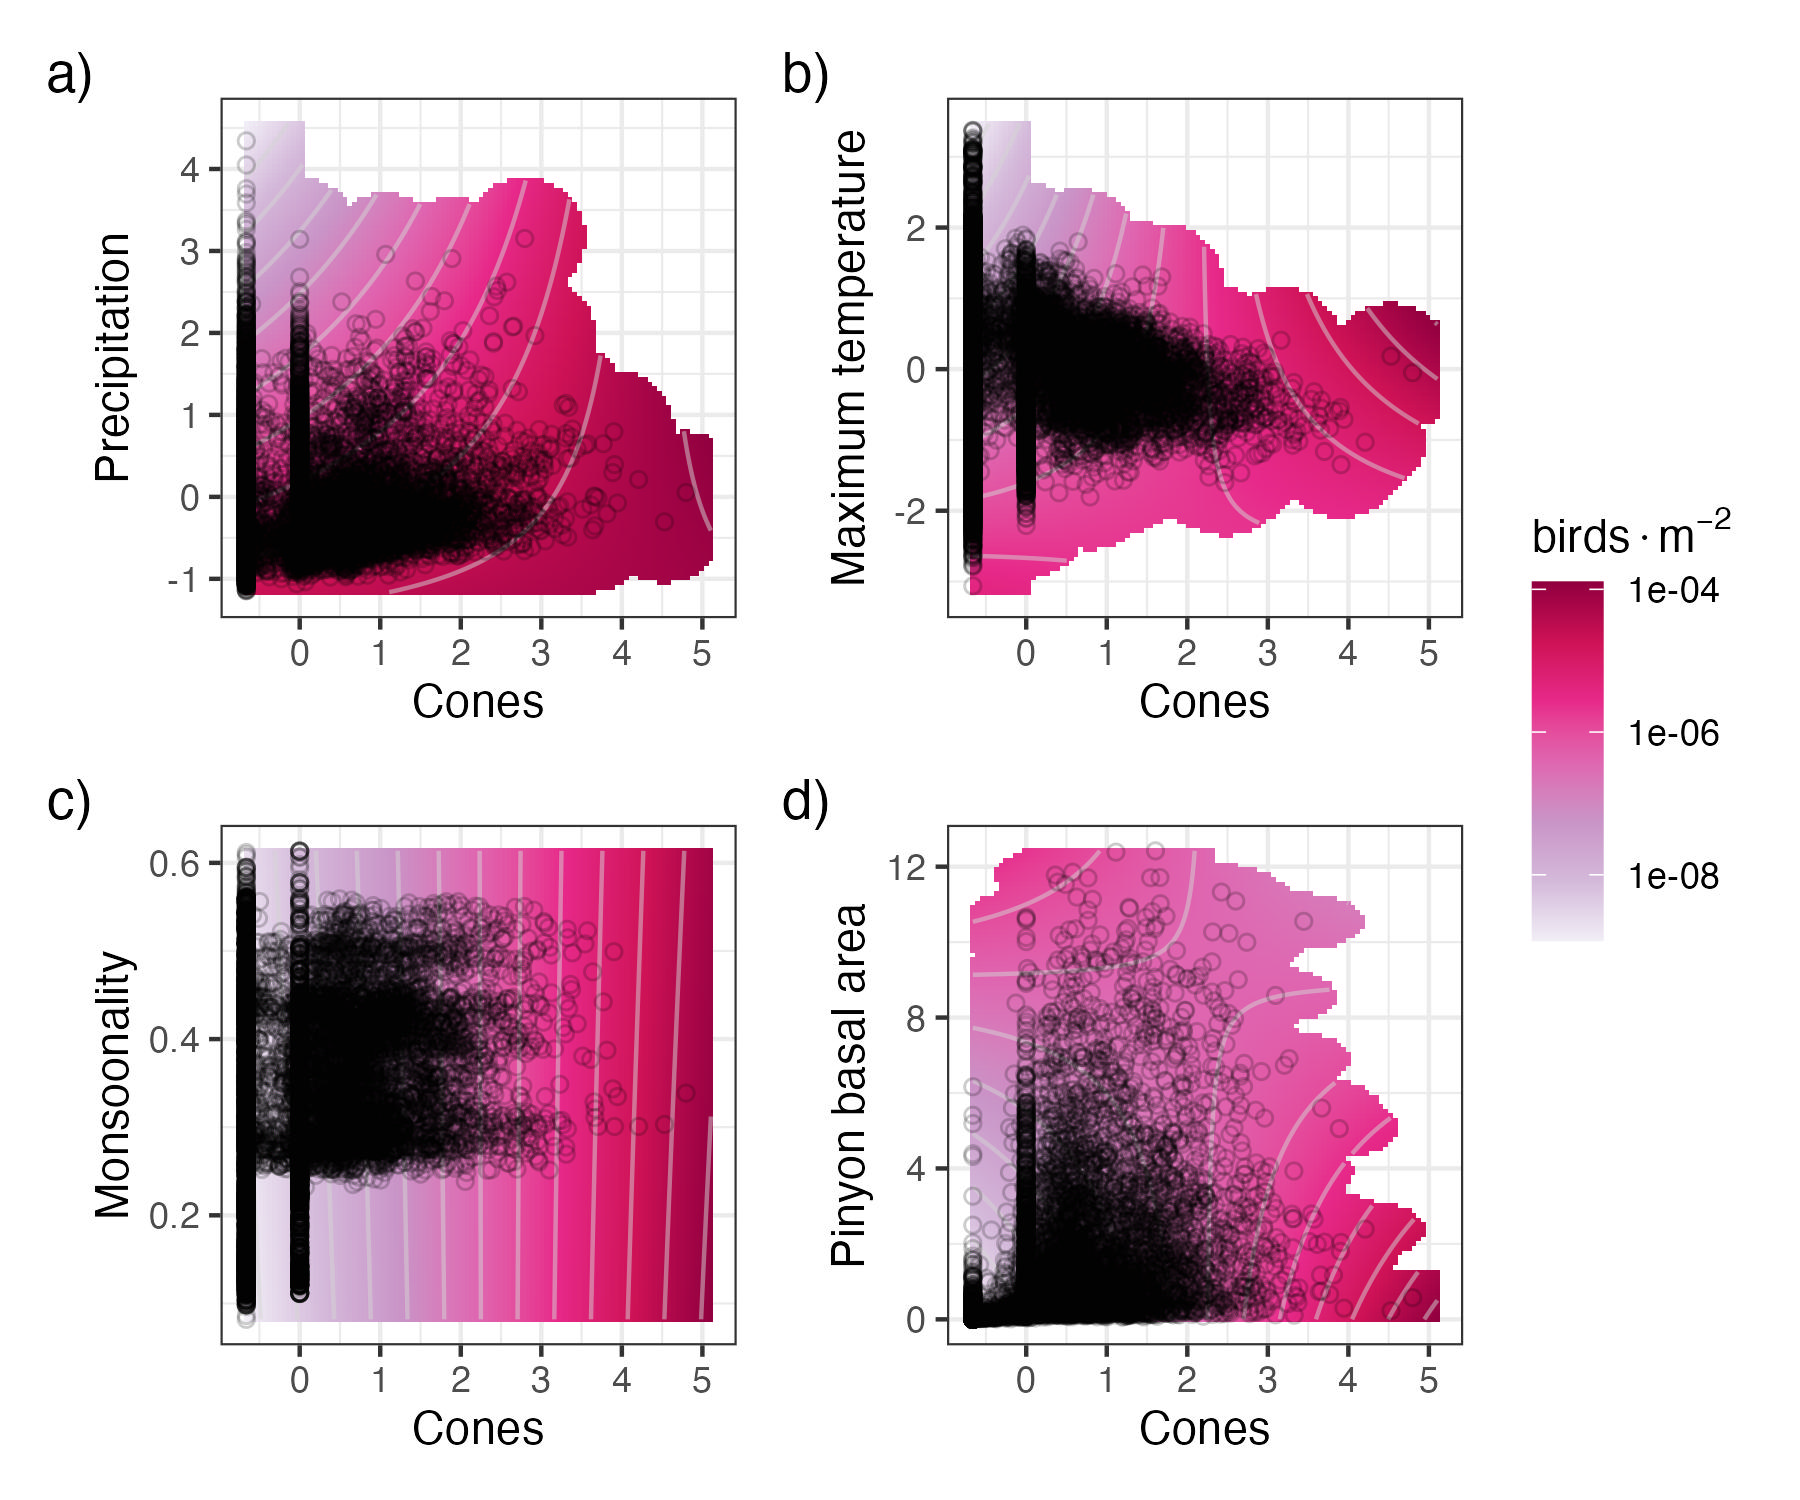 a)
Precipitation
4
3
2
1
0
-1
0 1 2 3 4 5
Cones
b)
Maximum temperature
2
0
-2
0 1 2 3 4 5
Cones
birds · m⁻²
1e-04
1e-06
1e-08
c)
Monsoonality
0.6
0.4
0.2
0 1 2 3 4 5
Cones
d)
Pinyon basal area
12
8
4
0
0 1 2 3 4 5
Cones